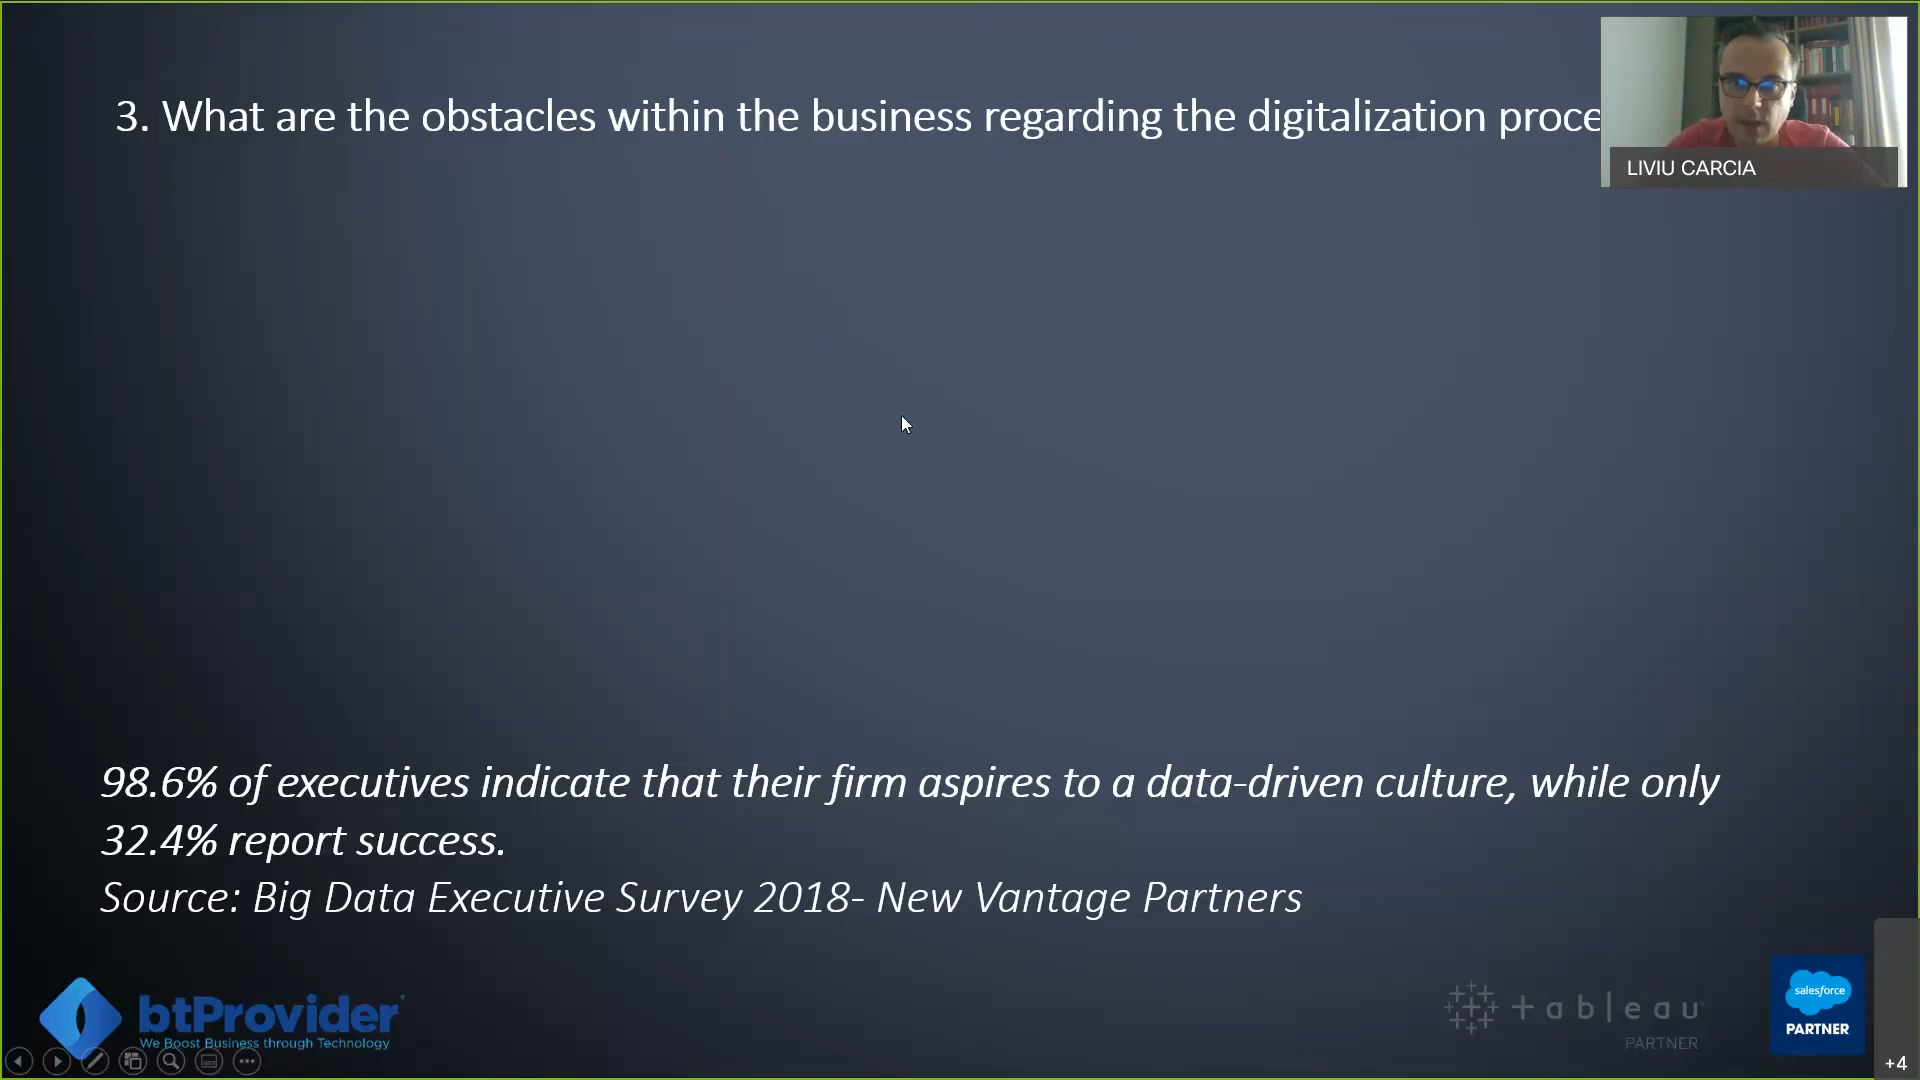 3. What are the obstacles within the business regarding the digitalization proce
LIVIU CARCIA
98.6% of executives indicate that their firm aspires to a data-driven culture, while only
32.4% report success.
Source: Big Data Executive Survey 2018- New Vantage Partners
btProvider
We Boost Business through Technology
tableau
PARTNER
salesforce
PARTNER
+4